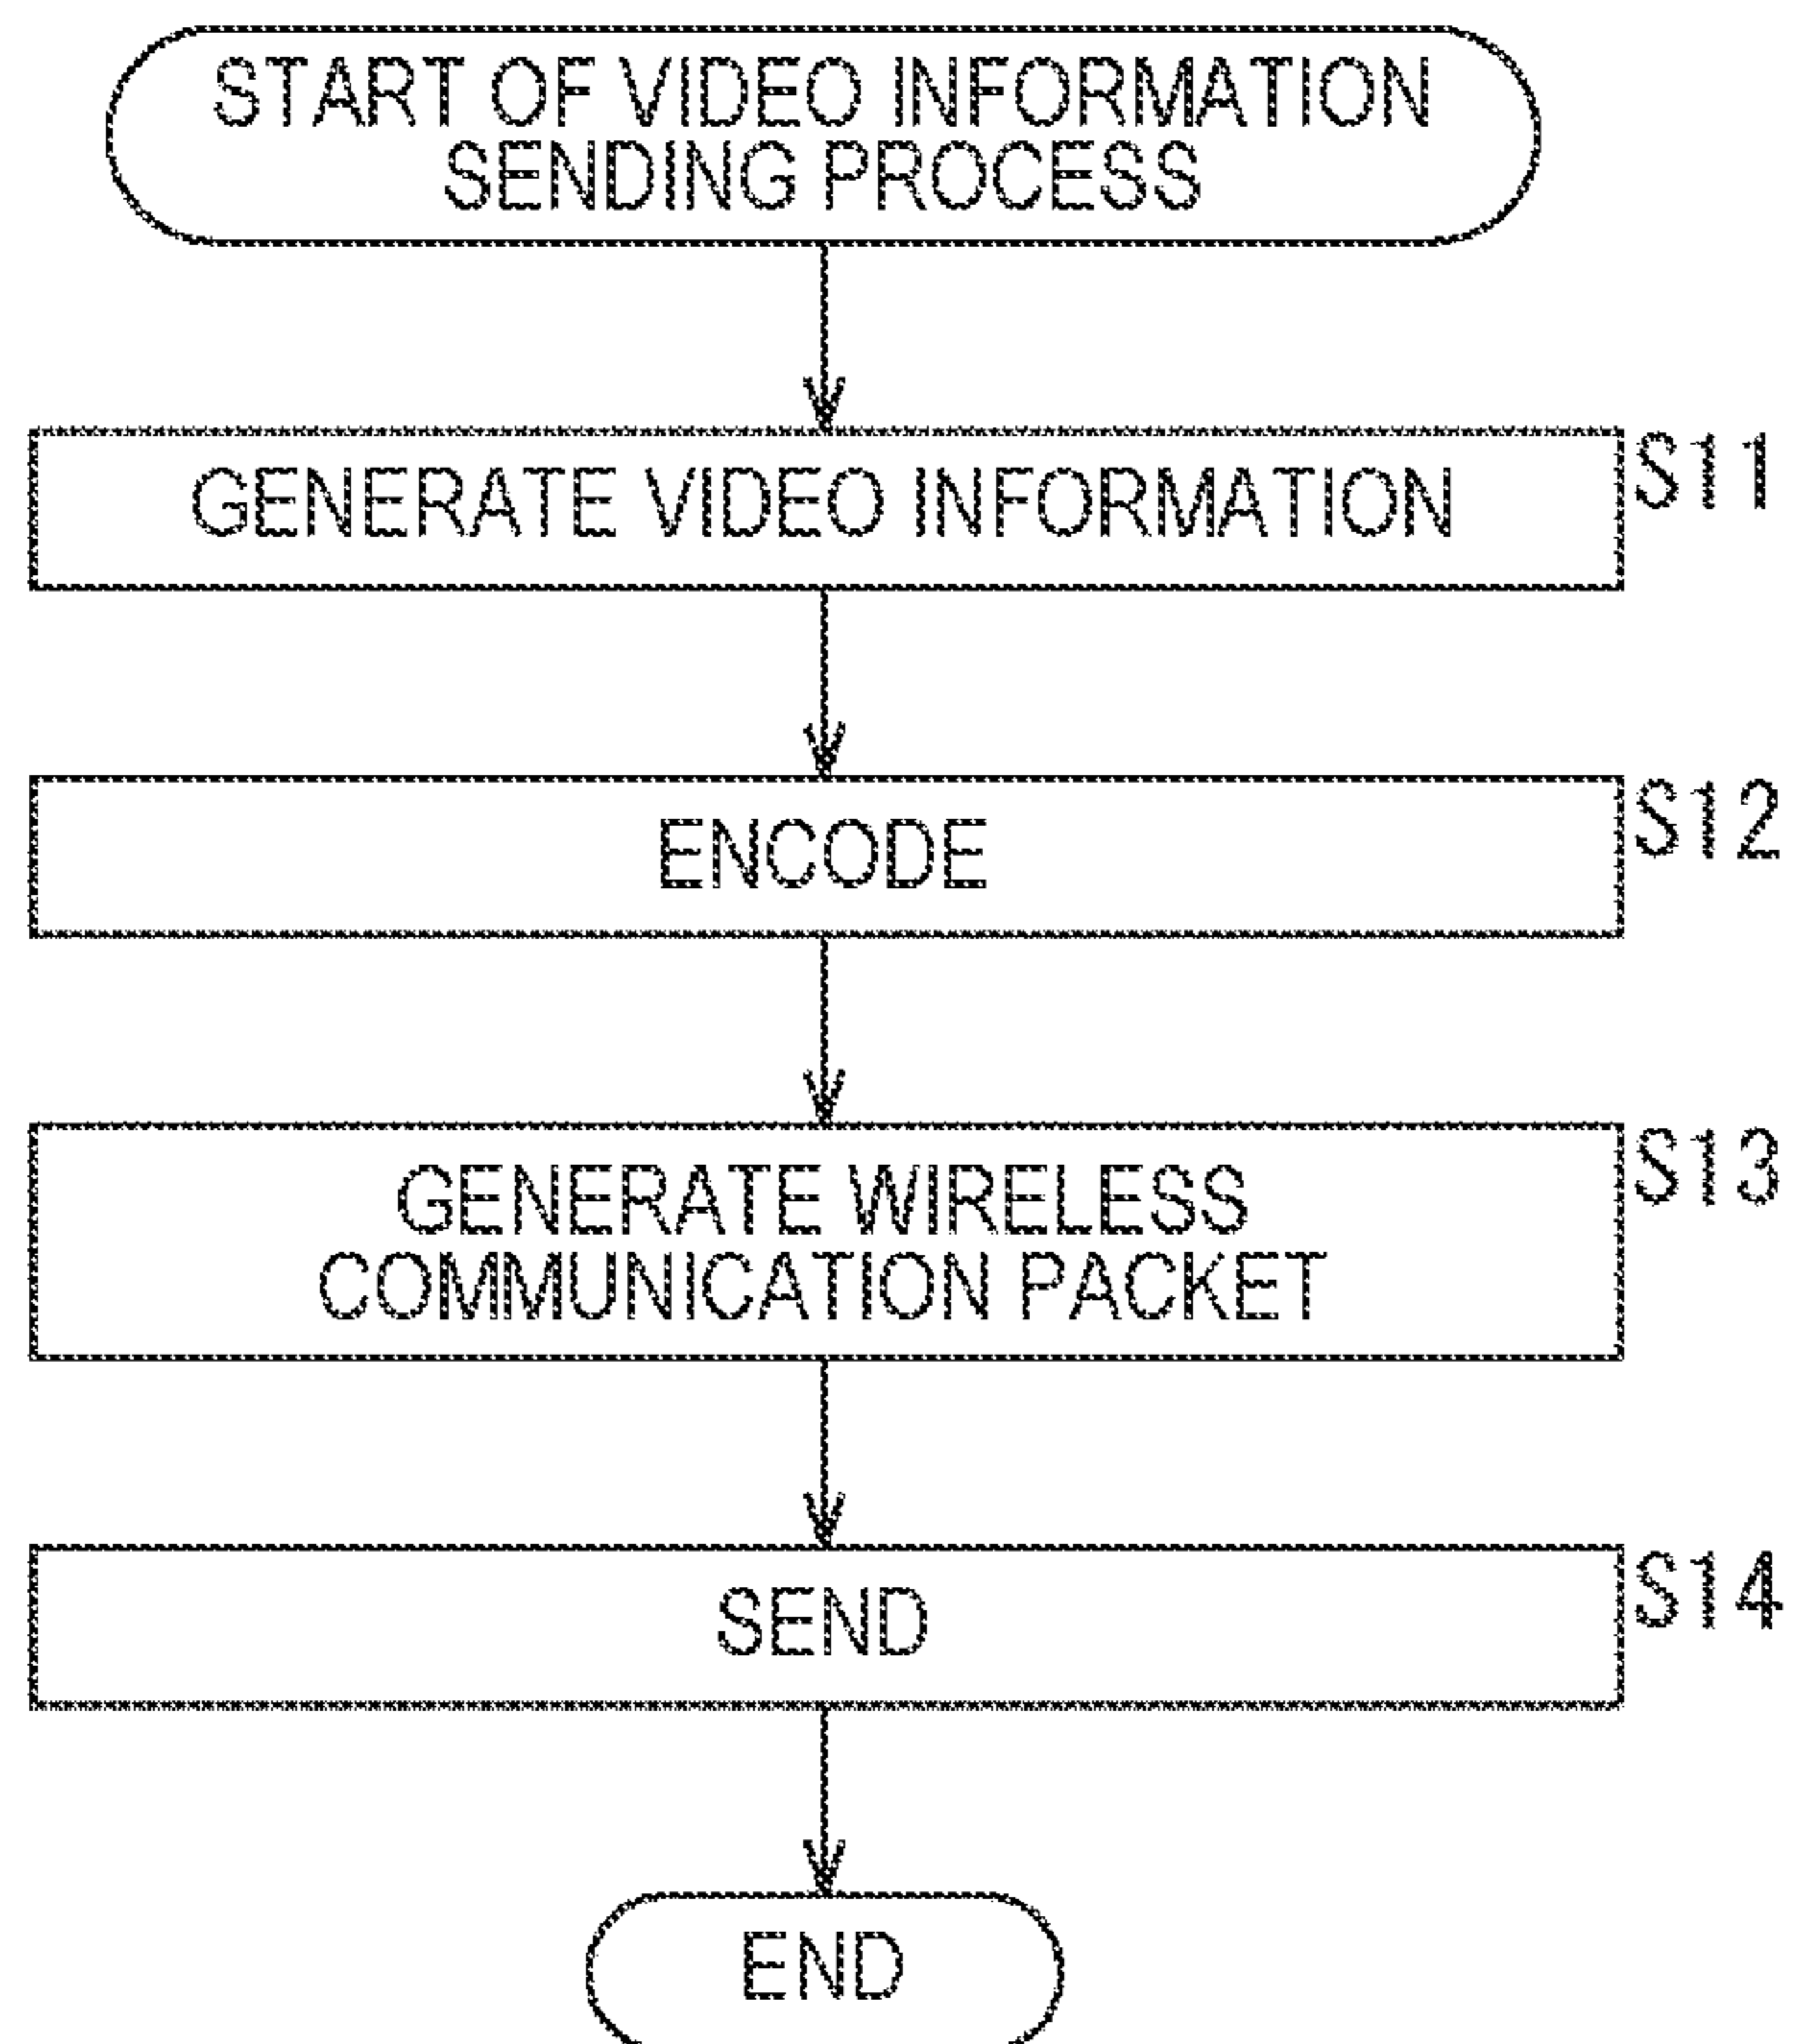 START OF VIDEO INFORMATION
SENDING PROCESS
GENERATE VIDEO INFORMATION
S11
ENCODE
S12
GENERATE WIRELESS
COMMUNICATION PACKET
S13
SEND
S14
END